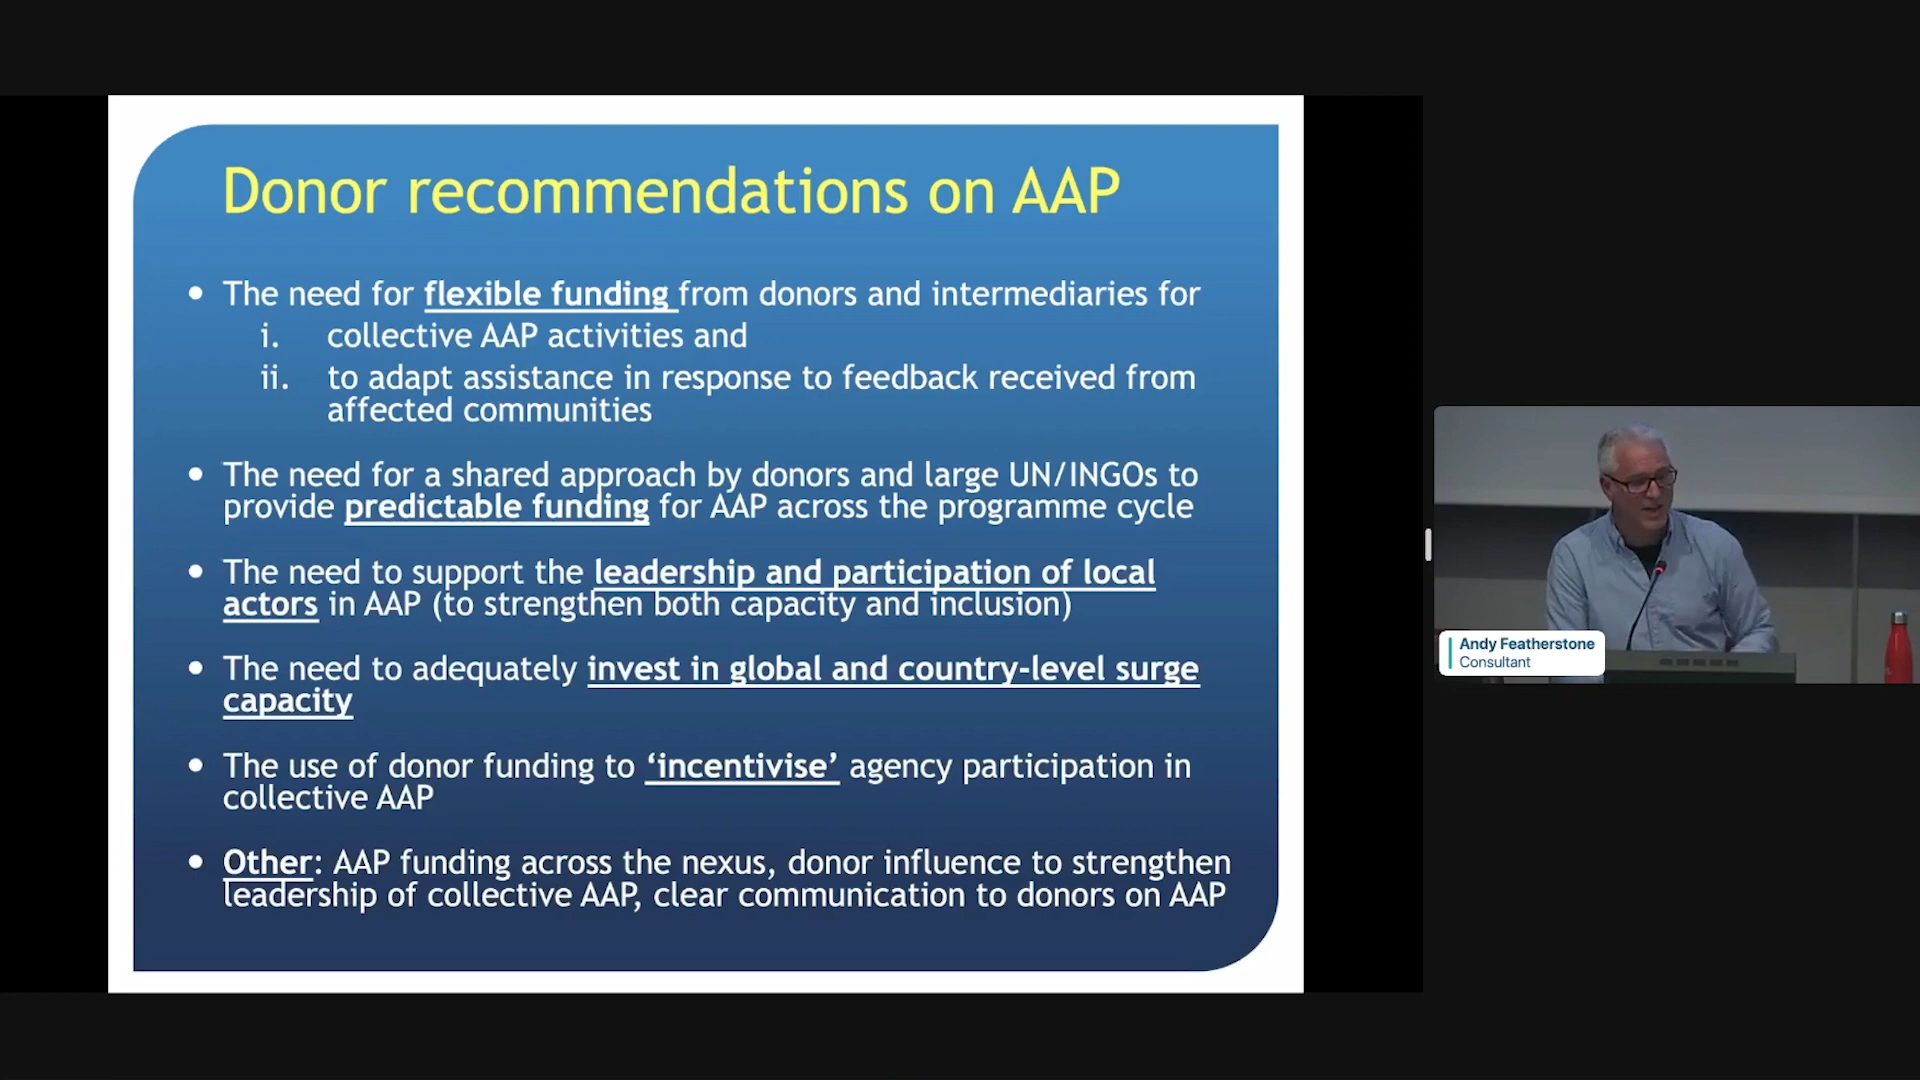 Donor recommendations on AAP
• The need for flexible funding from donors and intermediaries for
i. collective AAP activities and
ii. to adapt assistance in response to feedback received from
affected communities
• The need for a shared approach by donors and large UN/INGOs to
provide predictable funding for AAP across the programme cycle
• The need to support the leadership and participation of local
actors in AAP (to strengthen both capacity and inclusion)
• The need to adequately invest in global and country-level surge
capacity
• The use of donor funding to ‘incentivise’ agency participation in
collective AAP
• Other: AAP funding across the nexus, donor influence to strengthen
leadership of collective AAP, clear communication to donors on AAP
Andy Featherstone
Consultant